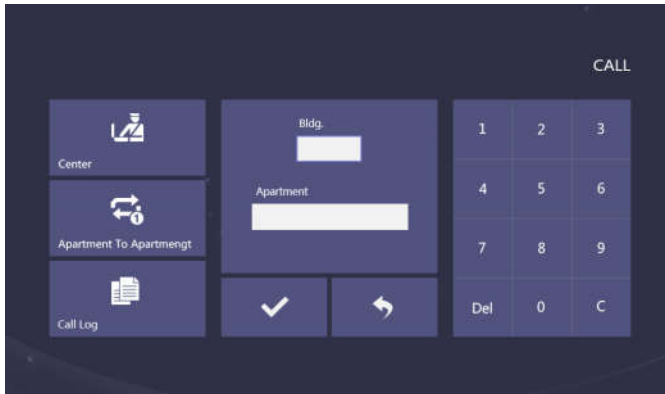 CALL
Center
Apartment To Apartmengt
1
Call Log
Bldg.
Apartment
1 2 3
4 5 6
7 8 9
Del 0 C